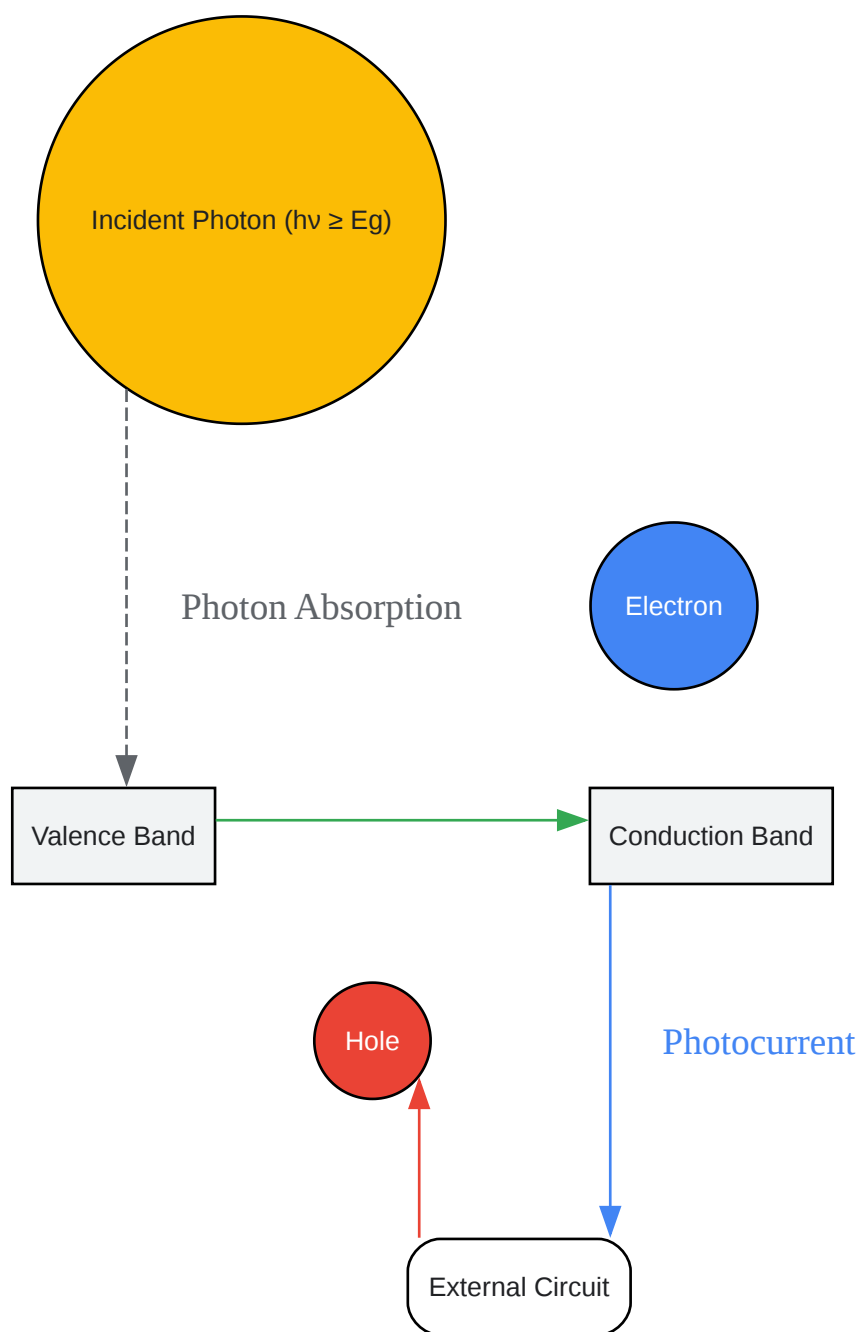 Incident Photon (hν ≥ Eg)
Photon Absorption
Electron
Valence Band
Conduction Band
Hole
Photocurrent
External Circuit